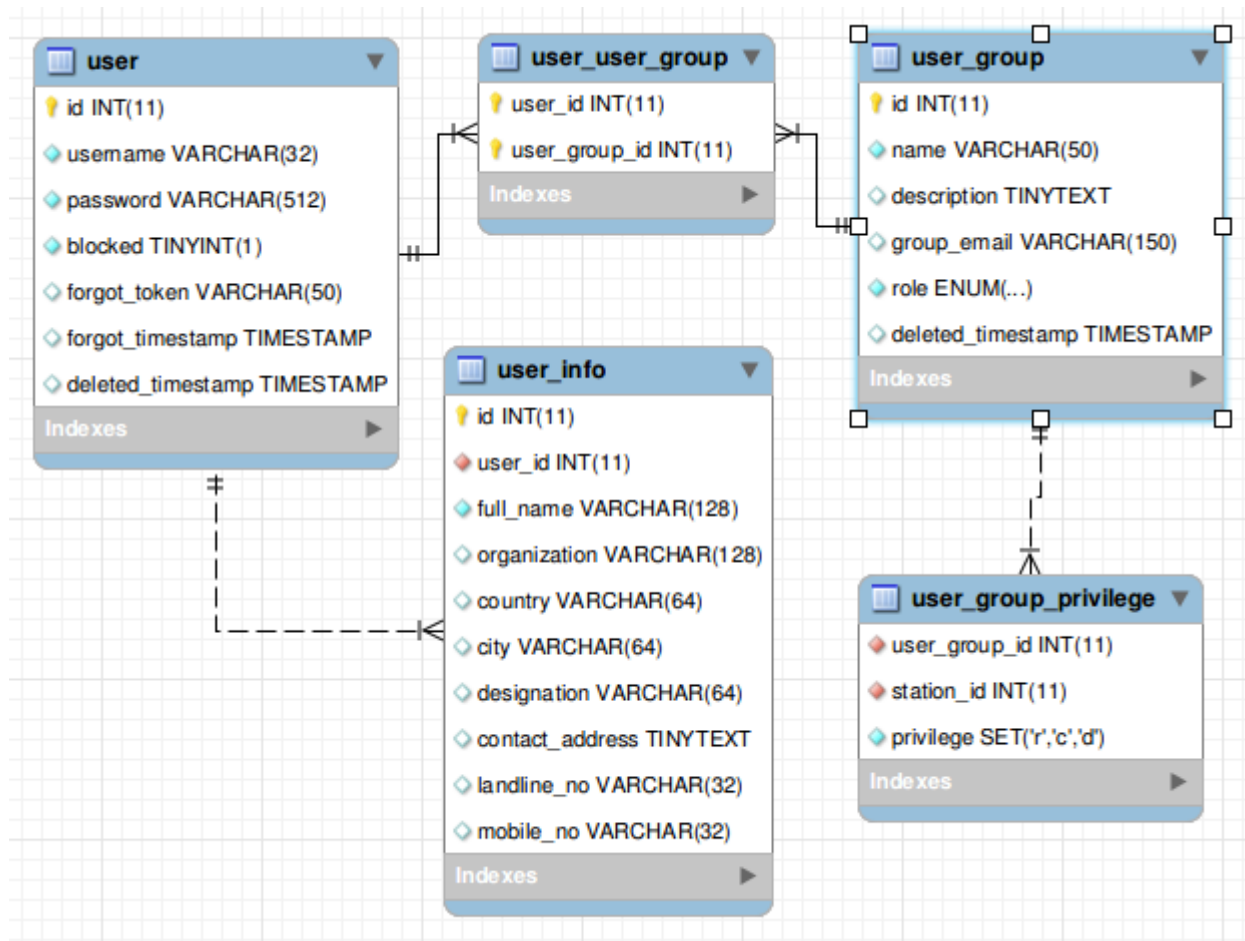 user
id INT(11)
username VARCHAR(32)
password VARCHAR(512)
blocked TINYINT(1)
forgot_token VARCHAR(50)
forgot_timestamp TIMESTAMP
deleted_timestamp TIMESTAMP
Indexes
user_user_group
user_id INT(11)
user_group_id INT(11)
Indexes
user_group
id INT(11)
name VARCHAR(50)
description TINYTEXT
group_email VARCHAR(150)
role ENUM(...)
deleted_timestamp TIMESTAMP
Indexes
user_info
id INT(11)
user_id INT(11)
full_name VARCHAR(128)
organization VARCHAR(128)
country VARCHAR(64)
city VARCHAR(64)
designation VARCHAR(64)
contact_address TINYTEXT
landline_no VARCHAR(32)
mobile_no VARCHAR(32)
Indexes
user_group_privilege
user_group_id INT(11)
station_id INT(11)
privilege SET('r','c','d')
Indexes